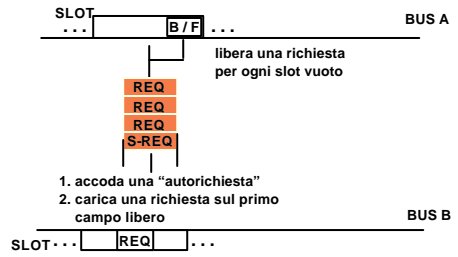 SLOT
BUS A
... B / F ...
libera una richiesta
per ogni slot vuoto
REQ
REQ
REQ
S-REQ
1. accoda una “autorichiesta”
2. carica una richiesta sul primo
campo libero
BUS B
SLOT ... REQ ...